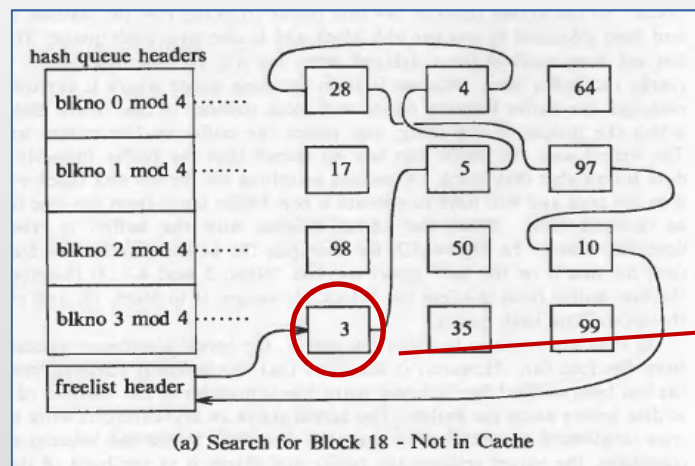 hash queue headers
blkno 0 mod 4 28 4 64
blkno 1 mod 4 17 5 97
blkno 2 mod 4 98 50 10
blkno 3 mod 4 3 35 99
freelist header
(a) Search for Block 18 - Not in Cache